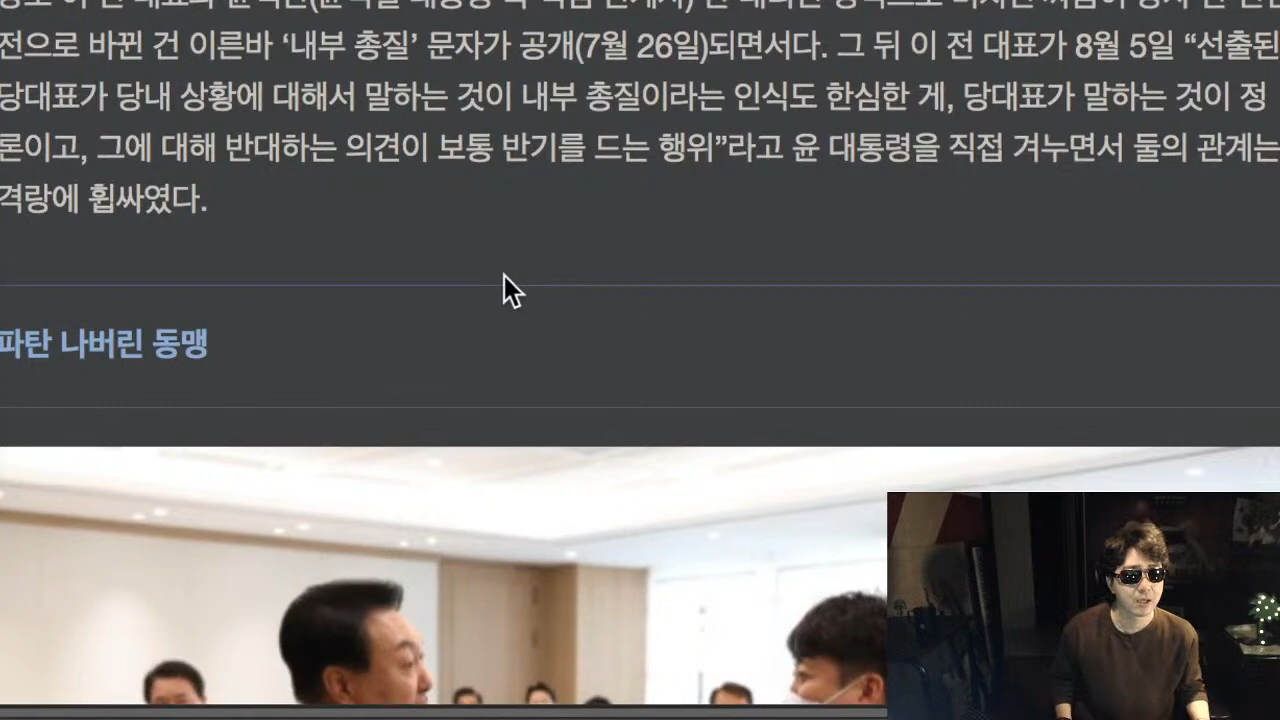 전으로 바뀐 건 이른바 ‘내부 총질’ 문자가 공개(7월 26일)되면서다. 그 뒤 이 전 대표가 8월 5일 “선출된
당대표가 당내 상황에 대해서 말하는 것이 내부 총질이라는 인식도 한심한 게, 당대표가 말하는 것이 정
론이고, 그에 대해 반대하는 의견이 보통 반기를 드는 행위”라고 윤 대통령을 직접 겨누면서 둘의 관계는
격랑에 휩싸였다.
파탄 나버린 동맹